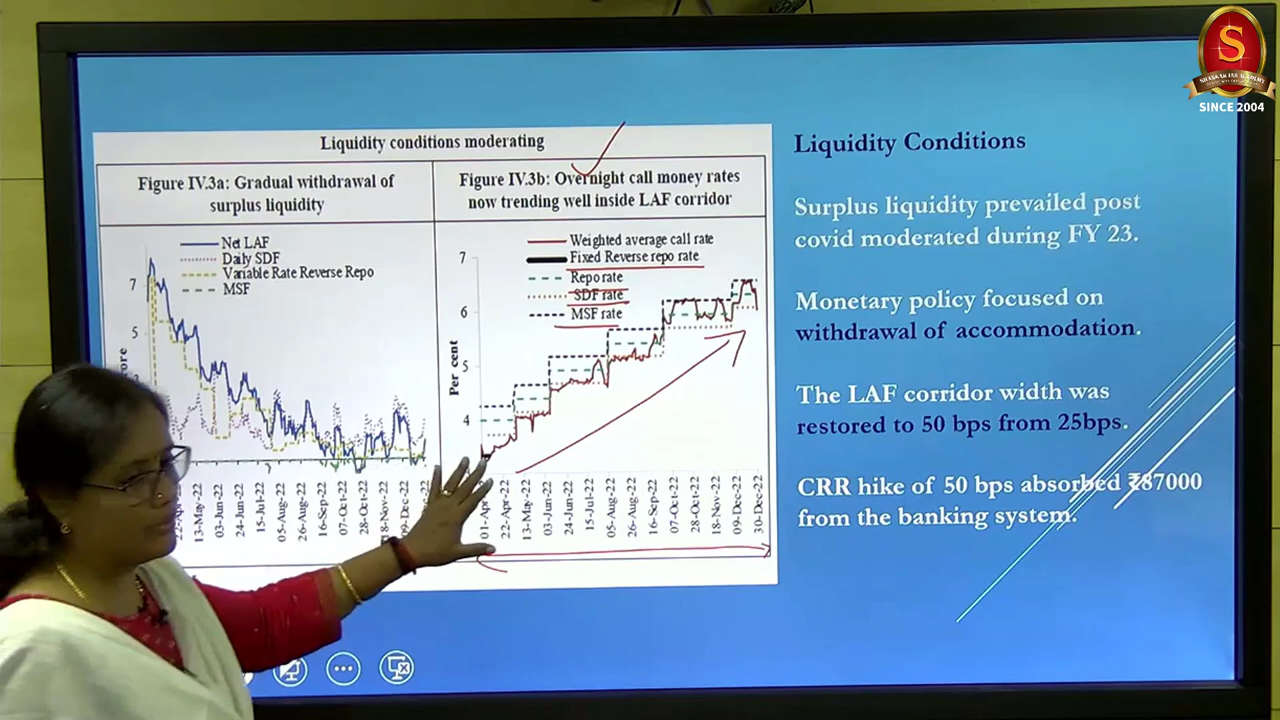 S
SHANKAR IAS ACADEMY
SINCE 2004
Liquidity conditions moderating
Figure IV.3a: Gradual withdrawal of
surplus liquidity
Net LAF
Daily SDF
Variable Rate Reverse Repo
MSF
7
5
13-May-22
03-Jun-22
24-Jun-22
15-Jul-22
05-Aug-22
26-Aug-22
16-Sep-22
07-Oct-22
28-Oct-22
09-Dec-22
Figure IV.3b: Overnight call money rates
now trending well inside LAF corridor
Weighted average call rate
Fixed Reverse repo rate
Repo rate
SDF rate
MSF rate
Per cent
7
6
5
4
01-Apr-22
22-Apr-22
13-May-22
03-Jun-22
24-Jun-22
15-Jul-22
05-Aug-22
26-Aug-22
16-Sep-22
07-Oct-22
28-Oct-22
18-Nov-22
09-Dec-22
30-Dec-22
Liquidity Conditions
Surplus liquidity prevailed post
covid moderated during FY 23.
Monetary policy focused on
withdrawal of accommodation.
The LAF corridor width was
restored to 50 bps from 25bps.
CRR hike of 50 bps absorbed ₹87000
from the banking system.